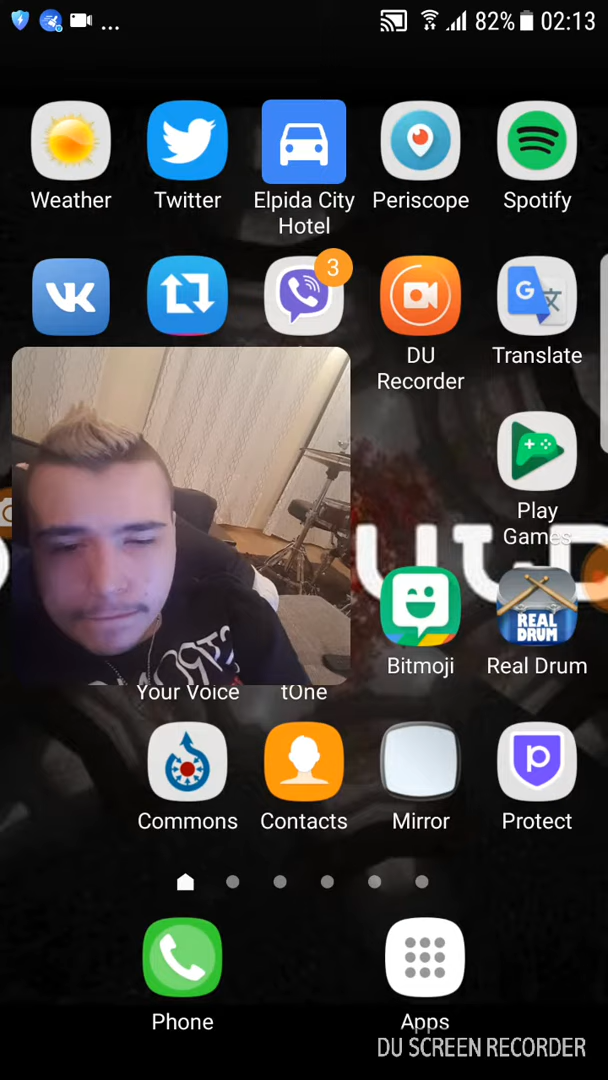 ... 82% 02:13
Weather Twitter Elpida City Periscope Spotify
Hotel
3
DU Translate
Recorder
Play
Games
REAL
DRUM
Bitmoji Real Drum
Your Voice tOne
Commons Contacts Mirror Protect
Phone Apps
DU SCREEN RECORDER